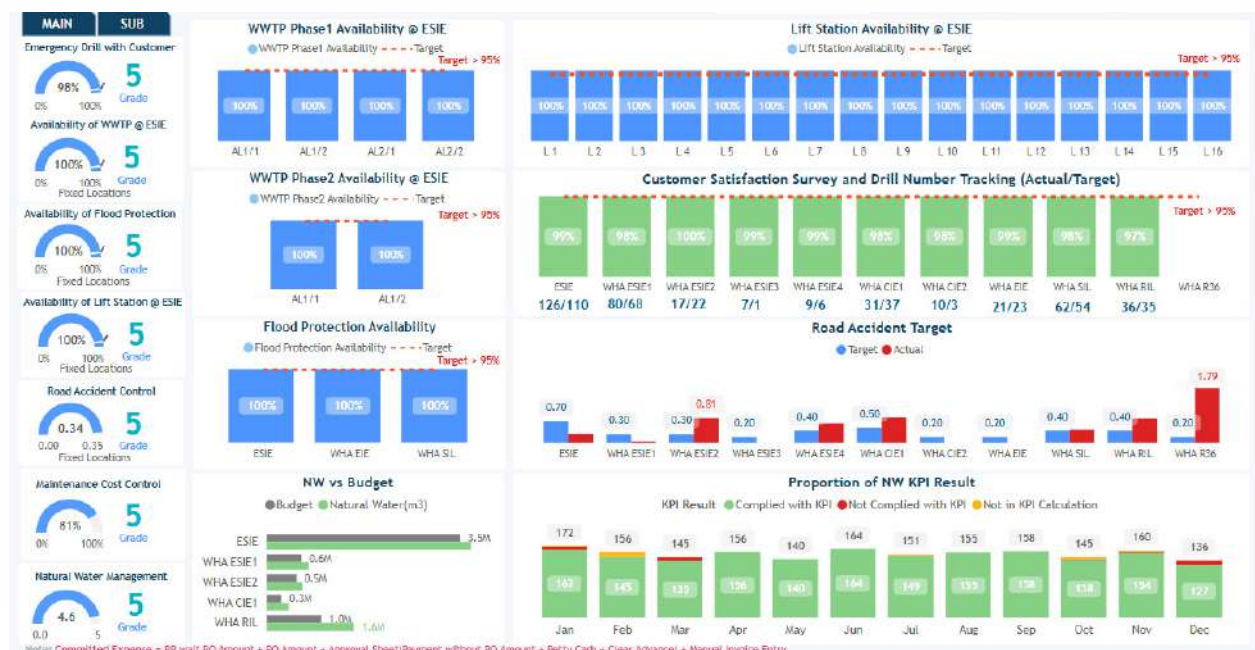 MAIN SUB
Emergency Drill with Customer
98%
0% 100%
5
Grade
Availability of WWTP @ ESIE
100%
0% 100%
5
Grade
Fixed Locations
Availability of Flood Protection
100%
0% 100%
5
Grade
Fixed Locations
Availability of Lift Station @ ESIE
100%
0% 100%
5
Grade
Fixed Locations
Road Accident Control
0.34
0.00 0.35
5
Grade
Fixed Locations
Maintenance Cost Control
81%
0% 100%
5
Grade
Natural Water Management
4.6
0.0 5
5
Grade
WWTP Phase1 Availability @ ESIE
WWTP Phase1 Availability Target
Target > 95%
100% 100% 100% 100%
AL1/1 AL1/2 AL2/1 AL2/2
WWTP Phase2 Availability @ ESIE
WWTP Phase2 Availability Target
Target > 95%
100% 100%
AL1/1 AL1/2
Flood Protection Availability
Flood Protection Availability Target
Target > 95%
100% 100% 100%
ESIE WHA EIE WHA SIL
NW vs Budget
Budget Natural Water(m3)
ESIE 3.5M
WHA ESIE1 0.6M
WHA ESIE2 0.5M
WHA CIE1 0.3M
WHA RIL 1.0M
1.6M
Lift Station Availability @ ESIE
Lift Station Availability Target
Target > 95%
100% 100% 100% 100% 100% 100% 100% 100% 100% 100% 100% 100% 100% 100% 100% 100%
L 1 L 2 L 3 L 4 L 5 L 6 L 7 L 8 L 9 L 10 L 11 L 12 L 13 L 14 L 15 L 16
Customer Satisfaction Survey and Drill Number Tracking (Actual/Target)
Target > 95%
99% 98% 100% 99% 99% 98% 98% 99% 98% 97%
ESIE WHA ESIE1 WHA ESIE2 WHA ESIE3 WHA ESIE4 WHA CIE1 WHA CIE2 WHA EIE WHA SIL WHA RIL WHA R36
126/110 80/68 17/22 7/1 9/6 31/37 10/3 21/23 62/54 36/35
Road Accident Target
Target Actual
0.70 0.30 0.30 0.81 0.20 0.40 0.50 0.20 0.20 0.40 0.40 0.20 1.79
ESIE WHA ESIE1 WHA ESIE2 WHA ESIE3 WHA ESIE4 WHA CIE1 WHA CIE2 WHA EIE WHA SIL WHA RIL WHA R36
Proportion of NW KPI Result
KPI Result Complied with KPI Not Complied with KPI Not in KPI Calculation
172 156 145 156 140 164 151 155 158 145 160 136
162 145 156 140 164 149 155 158 138 154 127
Jan Feb Mar Apr May Jun Jul Aug Sep Oct Nov Dec